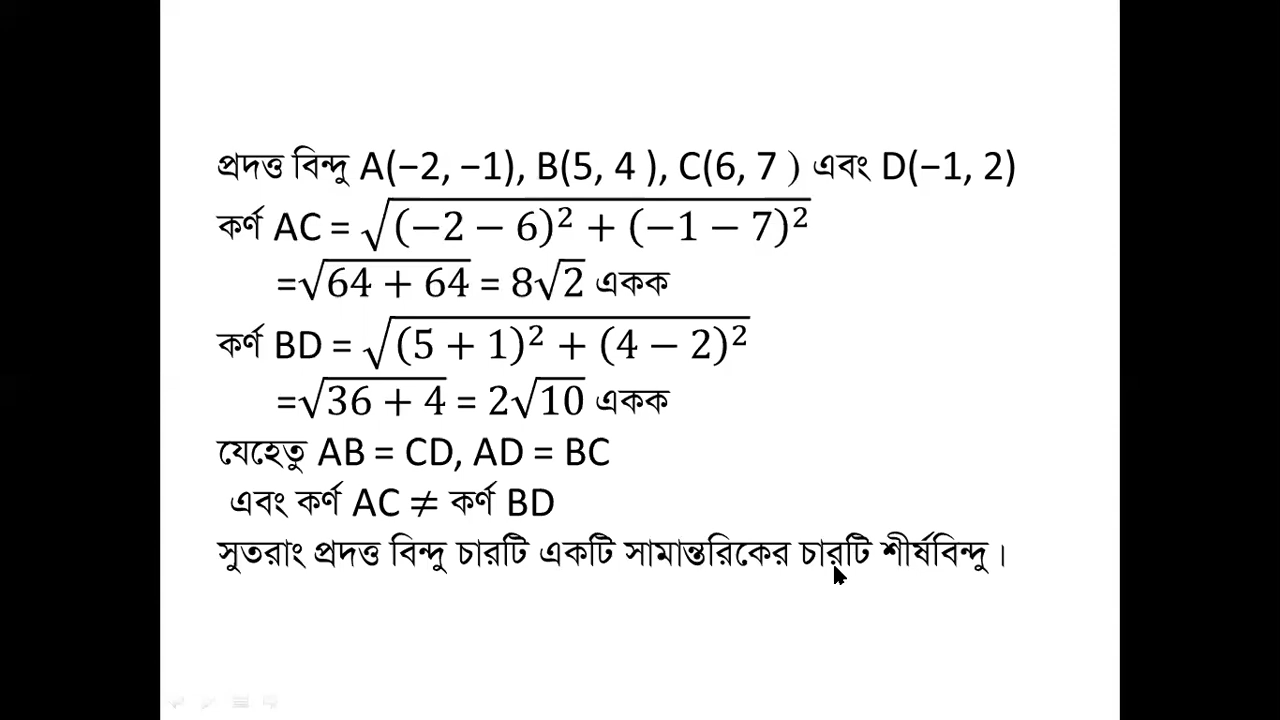 প্রদত্ত বিন্দু A(−2, −1), B(5, 4 ), C(6, 7 ) এবং D(−1, 2)
কর্ণ AC = √(−2 − 6)² + (−1 − 7)²
=√64 + 64 = 8√2 একক
কর্ণ BD = √(5 + 1)² + (4 − 2)²
=√36 + 4 = 2√10 একক
যেহেতু AB = CD, AD = BC
এবং কর্ণ AC ≠ কর্ণ BD
সুতরাং প্রদত্ত বিন্দু চারটি একটি সামান্তরিকের চারটি শীর্ষবিন্দু।